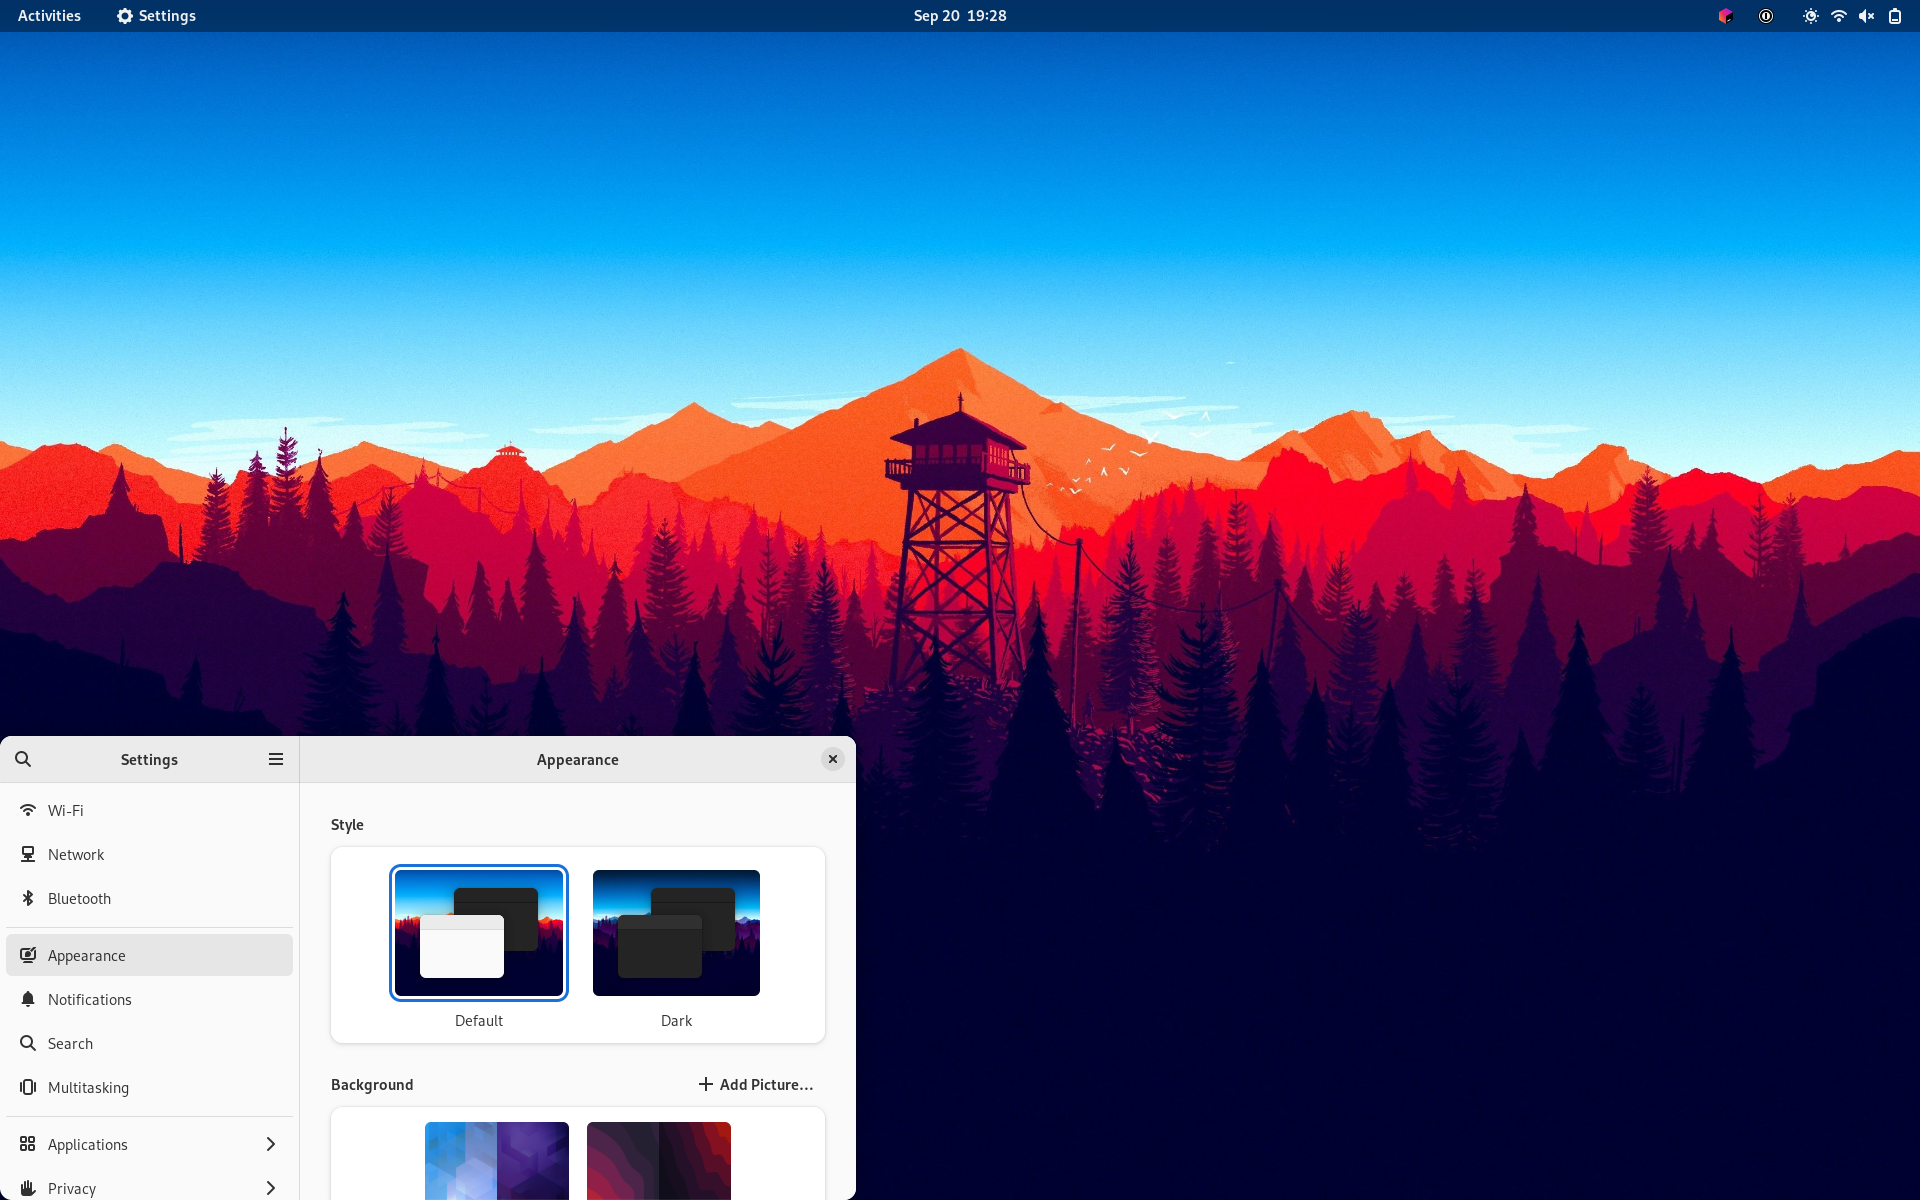 Activities
Settings
Sep 20 19:28
Settings
Appearance
Wi-Fi
Network
Bluetooth
Appearance
Notifications
Search
Multitasking
Applications
Privacy
Style
Default
Dark
Background
Add Picture…